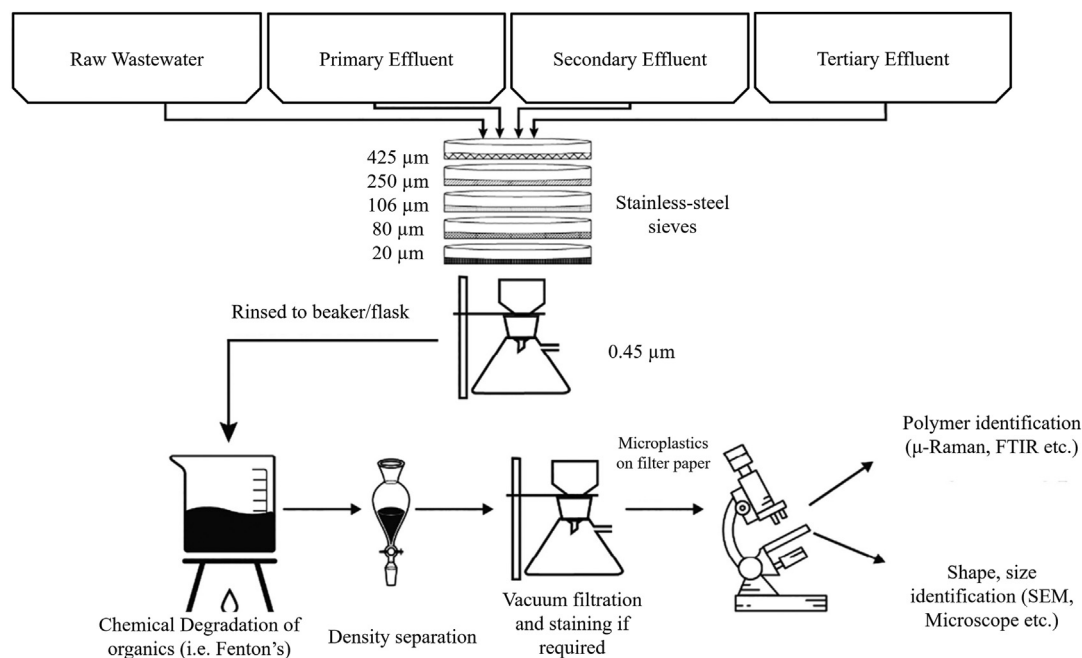 Raw Wastewater
Primary Effluent
Secondary Effluent
Tertiary Effluent
425 µm
250 µm
106 µm
80 µm
20 µm
Stainless-steel
sieves
Rinsed to beaker/flask
0.45 µm
Chemical Degradation of
organics (i.e. Fenton's)
Density separation
Vacuum filtration
and staining if
required
Microplastics
on filter paper
Polymer identification
(µ-Raman, FTIR etc.)
Shape, size
identification (SEM,
Microscope etc.)